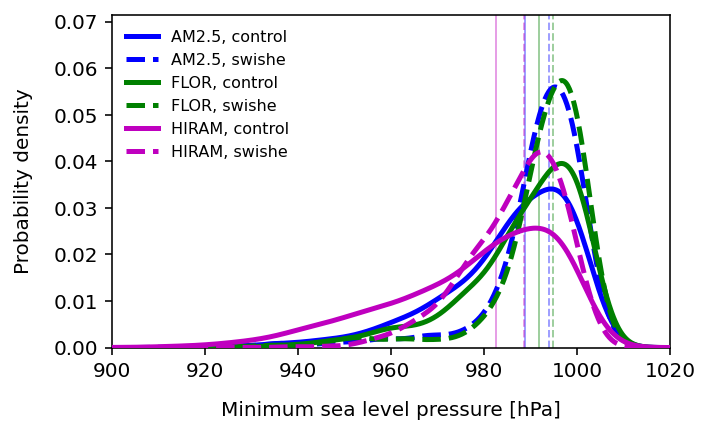 0.07
0.06
0.05
0.04
0.03
0.02
0.01
0.00
Probability density
AM2.5, control
AM2.5, swishe
FLOR, control
FLOR, swishe
HIRAM, control
HIRAM, swishe
900 920 940 960 980 1000 1020
Minimum sea level pressure [hPa]